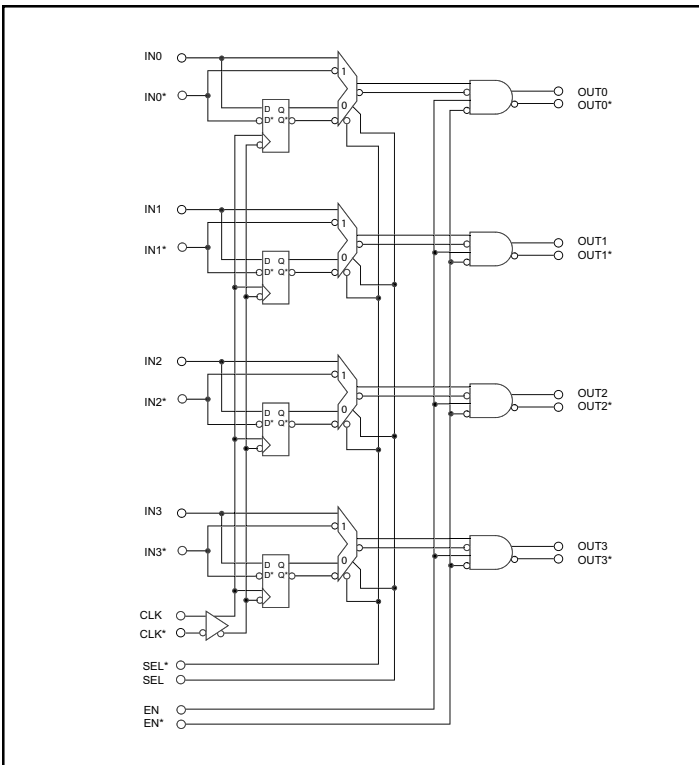 IN0
1
OUT0
IN0*
D Q
0
OUT0*
D* Q*
IN1
1
OUT1
IN1*
D Q
0
OUT1*
D* Q*
IN2
1
OUT2
IN2*
D Q
0
OUT2*
D* Q*
IN3
1
OUT3
IN3*
D Q
0
OUT3*
D* Q*
CLK
CLK*
SEL*
SEL
EN
EN*